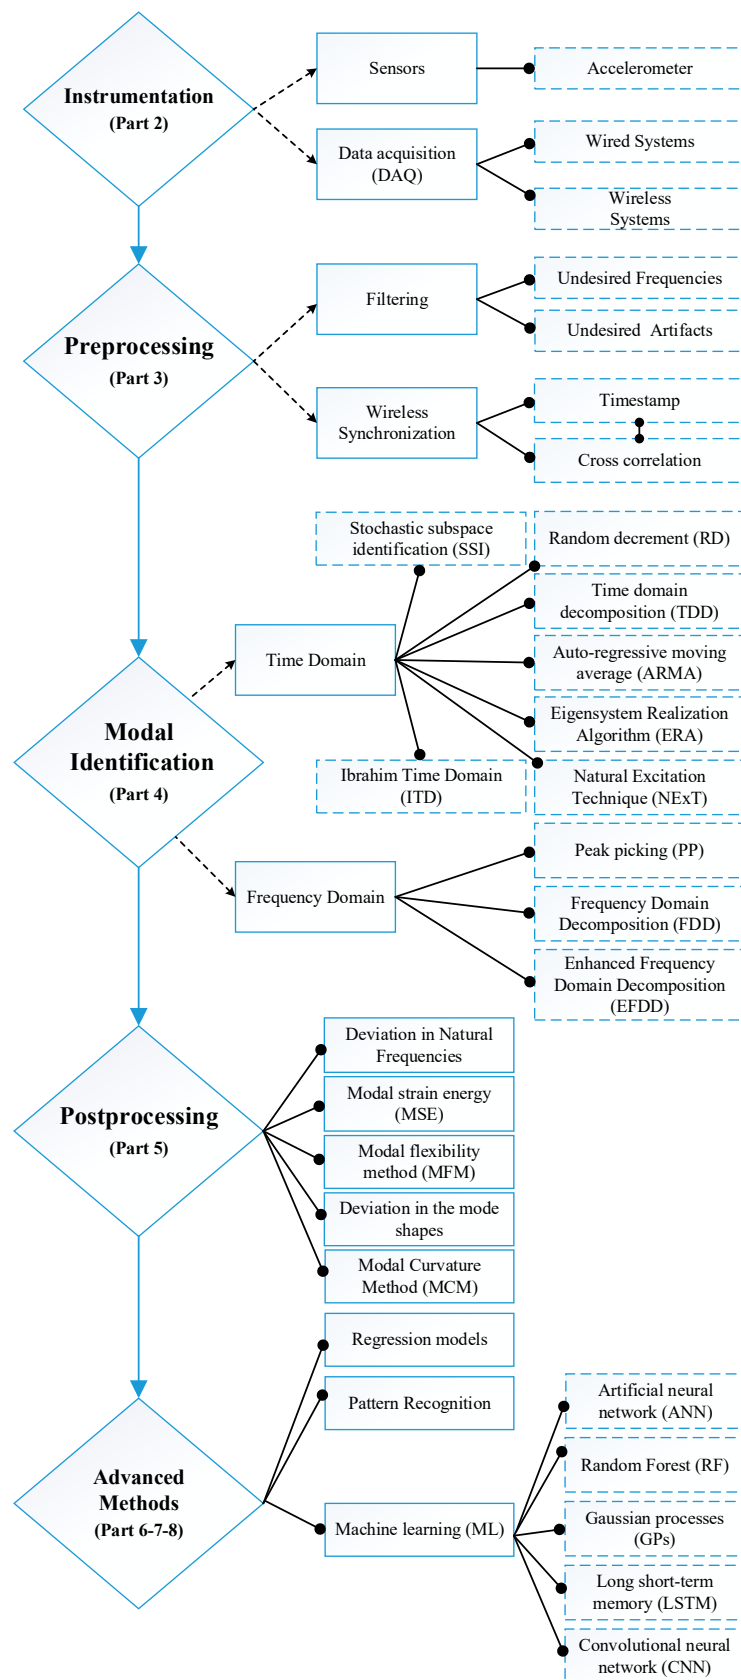 Instrumentation
(Part 2)
Sensors
Accelerometer
Data acquisition
(DAQ)
Wired Systems
Wireless
Systems
Preprocessing
(Part 3)
Filtering
Undesired Frequencies
Undesired Artifacts
Wireless
Synchronization
Timestamp
Cross correlation
Modal
Identification
(Part 4)
Time Domain
Stochastic subspace
identification (SSI)
Random decrement (RD)
Time domain
decomposition (TDD)
Auto-regressive moving
average (ARMA)
Eigensystem Realization
Algorithm (ERA)
Natural Excitation
Technique (NExT)
Ibrahim Time Domain
(ITD)
Frequency Domain
Peak picking (PP)
Frequency Domain
Decomposition (FDD)
Enhanced Frequency
Domain Decomposition
(EFDD)
Postprocessing
(Part 5)
Deviation in Natural
Frequencies
Modal strain energy
(MSE)
Modal flexibility
method (MFM)
Deviation in the mode
shapes
Modal Curvature
Method (MCM)
Advanced
Methods
(Part 6-7-8)
Regression models
Pattern Recognition
Machine learning (ML)
Artificial neural
network (ANN)
Random Forest (RF)
Gaussian processes
(GPs)
Long short-term
memory (LSTM)
Convolutional neural
network (CNN)